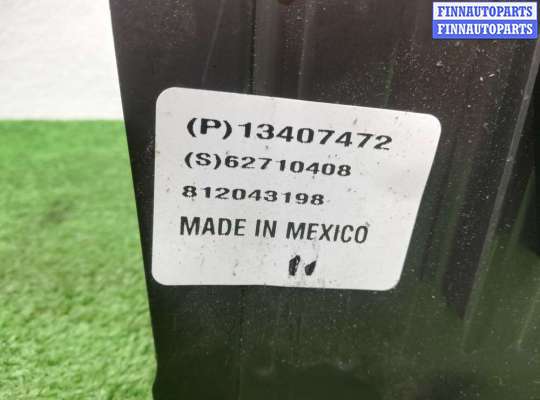 FINNAUTOPARTS
FINNAUTOPARTS
(P)13407472
(S)62710408
812043198
MADE IN MEXICO